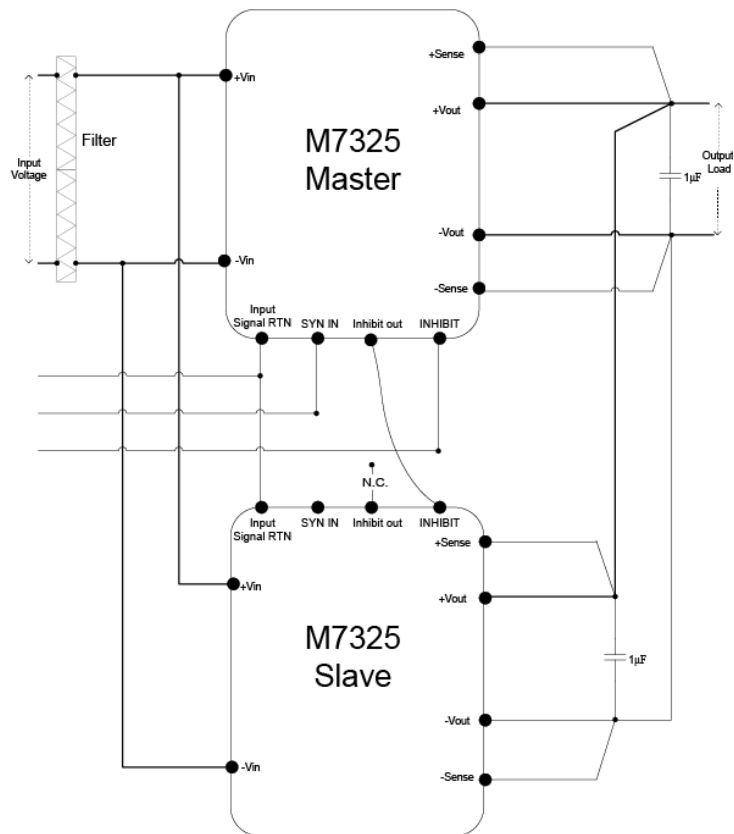 +Sense
+Vin
+Vout
Filter
M7325
Master
Input
Voltage
1μF
Output
Load
-Vout
-Vin
-Sense
Input
Signal RTN
SYN IN
Inhibit out
INHIBIT
N.C.
Input
Signal RTN
SYN IN
Inhibit out
INHIBIT
+Sense
+Vin
+Vout
M7325
Slave
1μF
-Vout
-Vin
-Sense